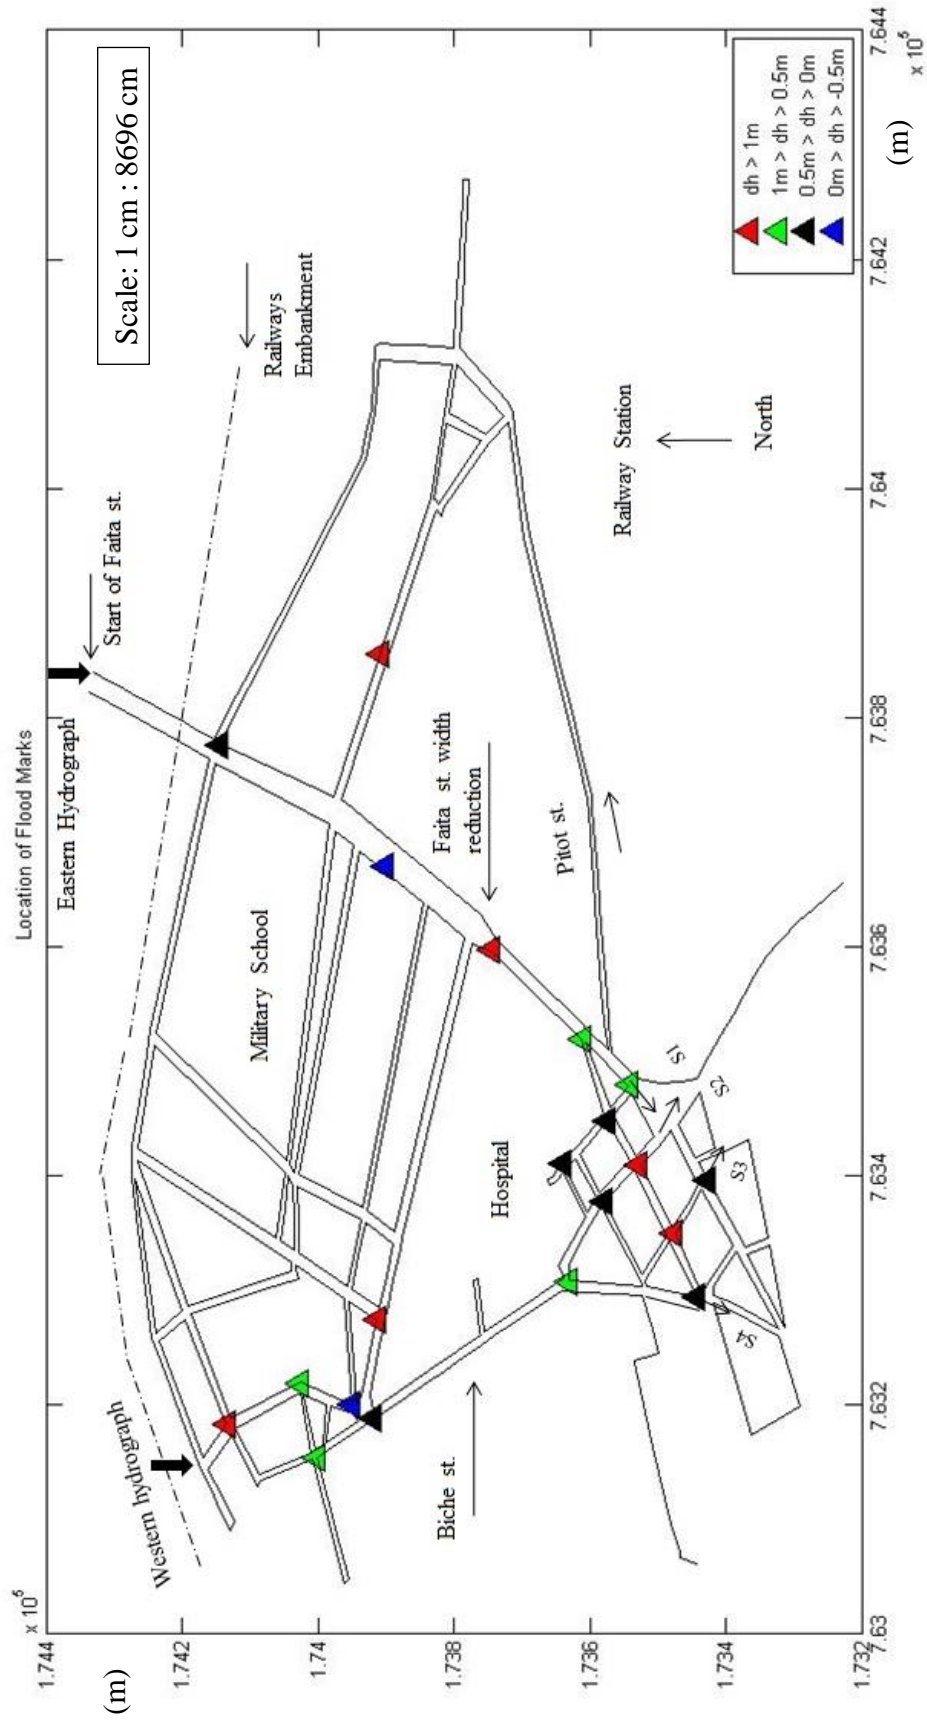 Location of Flood Marks
x 10^5
1.744
1.742
1.74
1.738
1.736
1.734
1.732
(m)
Scale: 1 cm : 8696 cm
Eastern Hydrograph
Start of Faita st.
Western hydrograph
Railways
Embankment
Military School
Faita st. width
reduction
Pitot st.
Hospital
Biche st.
Railway Station
North
S1
S2
S3
S4
dh > 1m
1m > dh > 0.5m
0.5m > dh > 0m
0m > dh > -0.5m
7.63
7.632
7.634
7.636
7.638
7.64
7.642
7.644
x 10^5
(m)